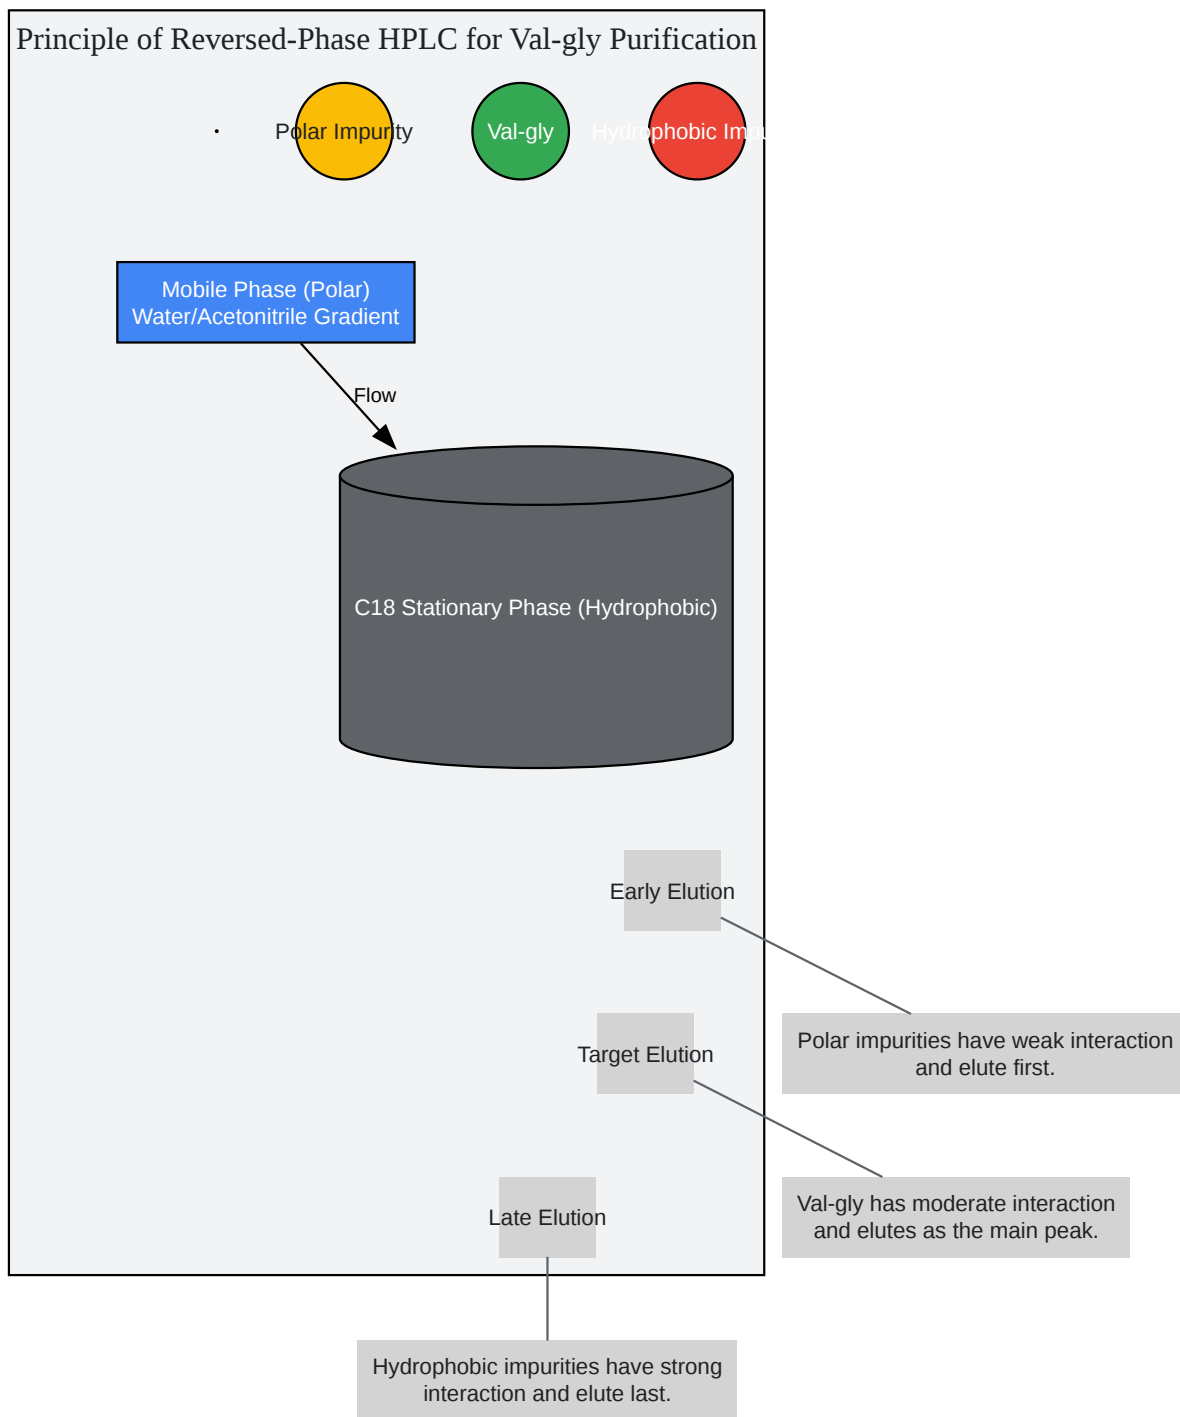 Principle of Reversed-Phase HPLC for Val-gly Purification
Polar Impurity
Val-gly
Hydrophobic
Mobile Phase (Polar)
Water/Acetonitrile Gradient
Flow
C18 Stationary Phase (Hydrophobic)
Early Elution
Polar impurities have weak interaction
and elute first.
Target Elution
Val-gly has moderate interaction
and elutes as the main peak.
Late Elution
Hydrophobic impurities have strong
interaction and elute last.